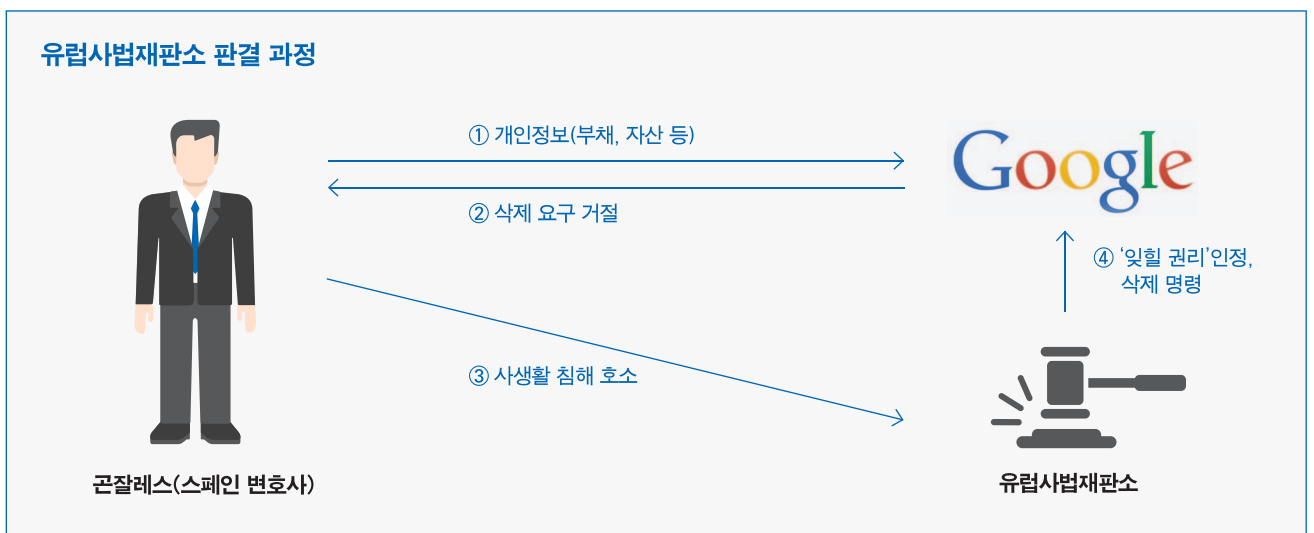 유럽사법재판소 판결 과정
① 개인정보(부채, 자산 등)
Google
② 삭제 요구 거절
④ ‘잊힐 권리’인정,
삭제 명령
③ 사생활 침해 호소
곤잘레스(스페인 변호사)
유럽사법재판소